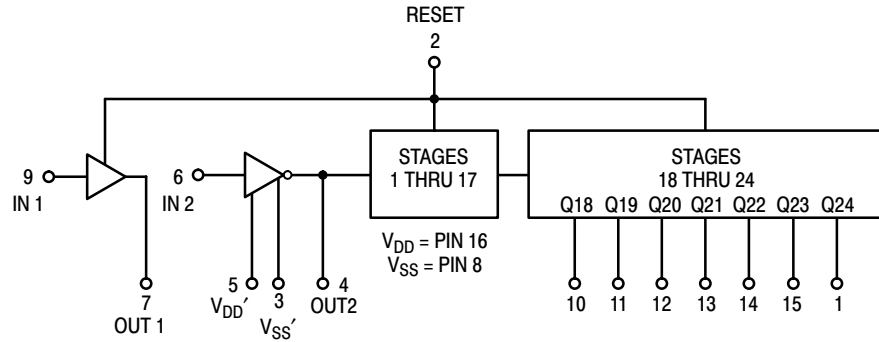 RESET
2
9
IN 1
7
OUT 1
6
IN 2
5
V_DD′
3
V_SS′
4
OUT2
STAGES
1 THRU 17
V_DD = PIN 16
V_SS = PIN 8
STAGES
18 THRU 24
Q18 Q19 Q20 Q21 Q22 Q23 Q24
10 11 12 13 14 15 1